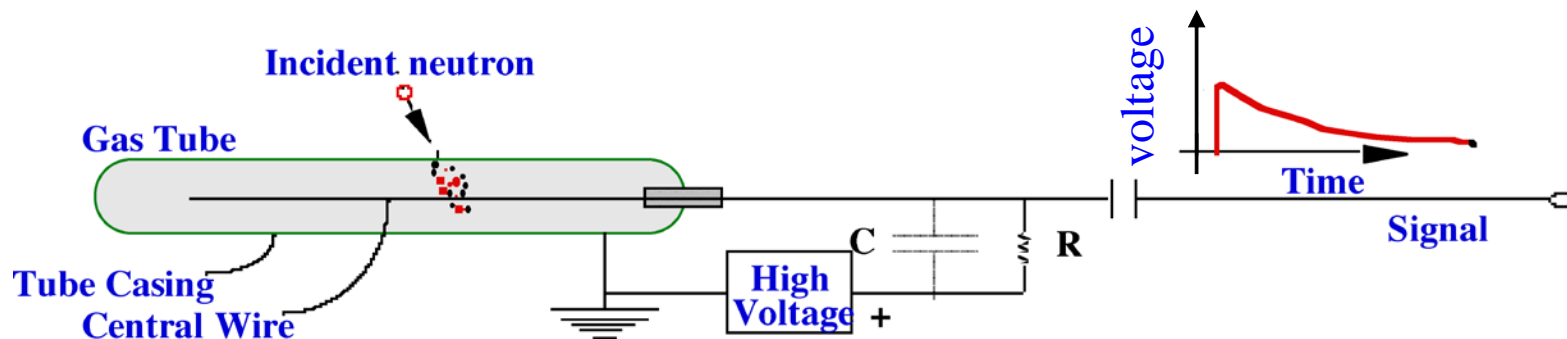 Incident neutron
Gas Tube
Tube Casing
Central Wire
C
R
High
Voltage +
voltage
Time
Signal